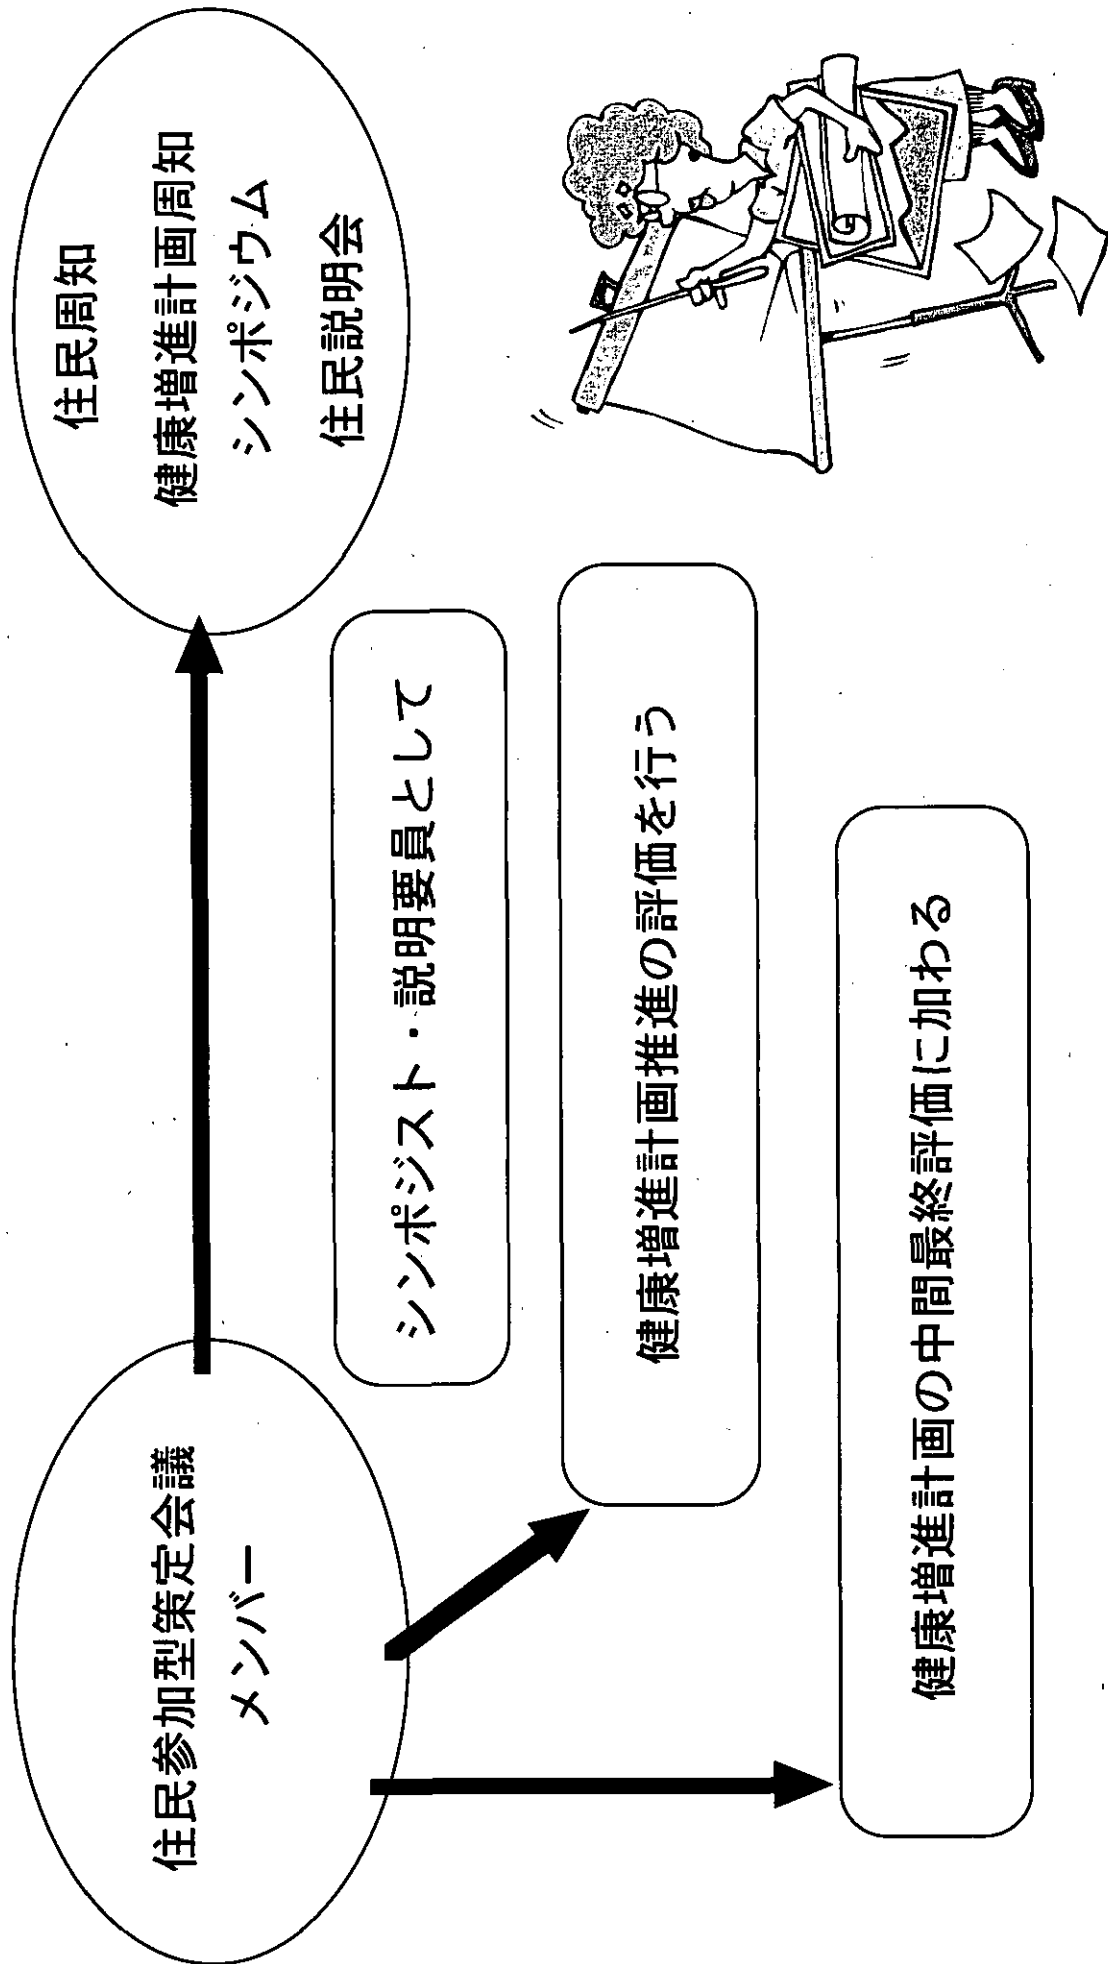 住民参加型策定会議
メンバー
住民周知
健康増進計画周知
シンポジウム
住民説明会
シンポジスト・説明要員として
健康増進計画推進の評価を行う
健康増進計画の中間最終評価に加わる